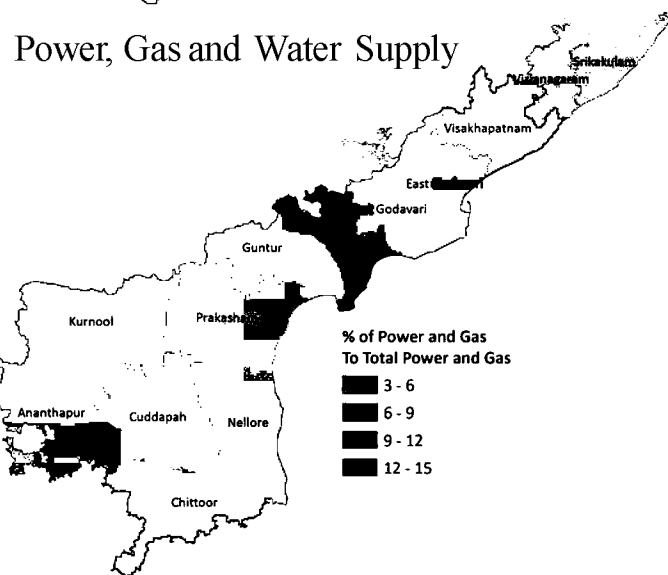 Power, Gas and Water Supply
Srikakulam
Vizianagaram
Visakhapatnam
East
Godavari
Guntur
Kurnool
Prakasham
% of Power and Gas
To Total Power and Gas
3 - 6
6 - 9
9 - 12
12 - 15
Ananthapur
Cuddapah
Nellore
Chittoor